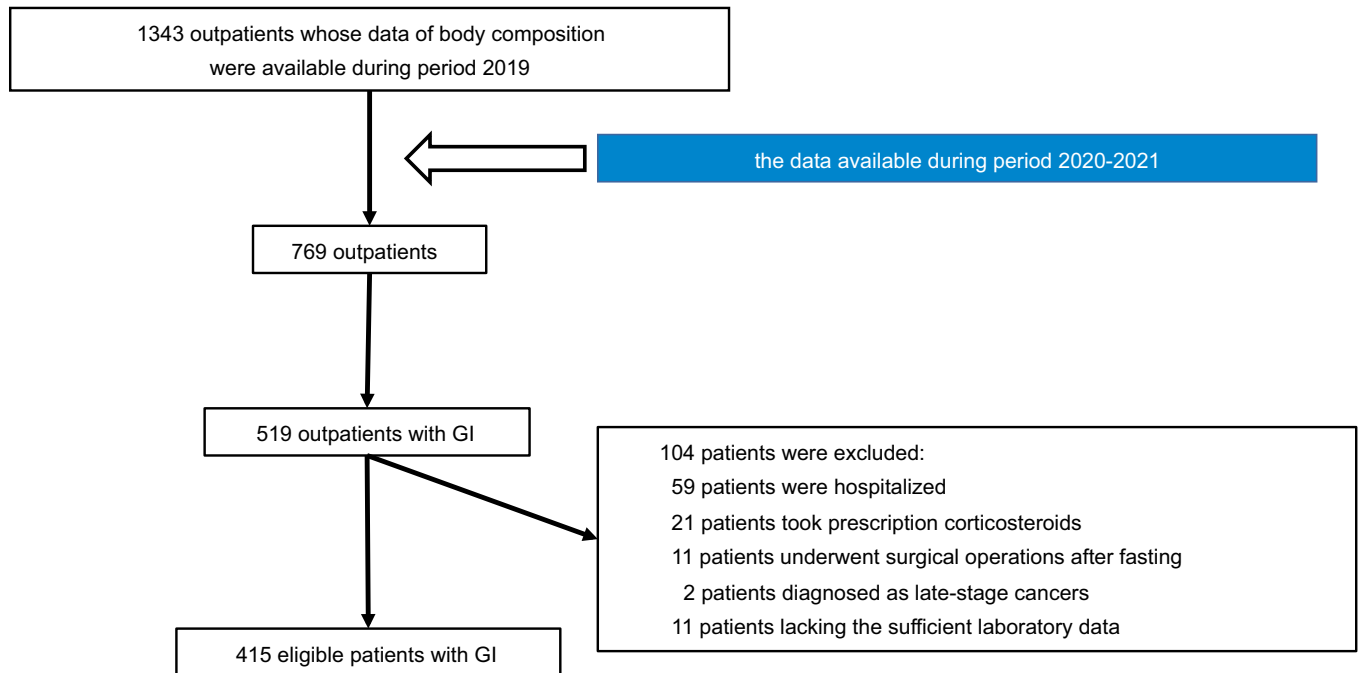 1343 outpatients whose data of body composition
were available during period 2019
the data available during period 2020-2021
769 outpatients
519 outpatients with GI
104 patients were excluded:
59 patients were hospitalized
21 patients took prescription corticosteroids
11 patients underwent surgical operations after fasting
2 patients diagnosed as late-stage cancers
11 patients lacking the sufficient laboratory data
415 eligible patients with GI